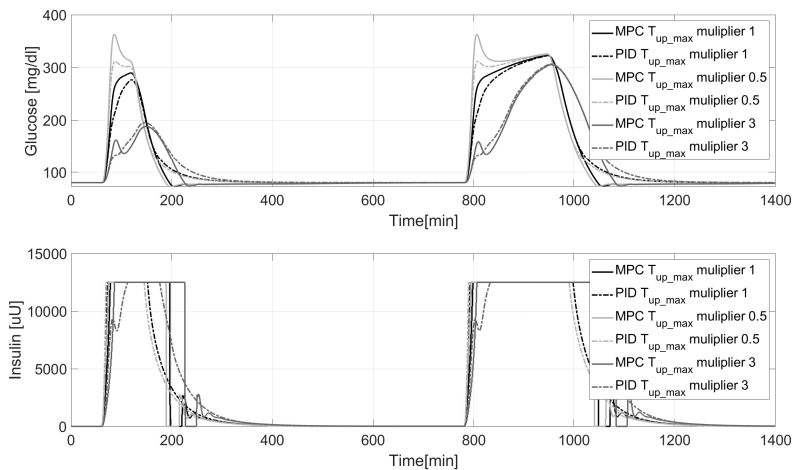 400
300
200
100
Glucose [mg/dl]
MPC T_up_max muliplier 1
PID T_up_max muliplier 1
MPC T_up_max muliplier 0.5
PID T_up_max muliplier 0.5
MPC T_up_max muliplier 3
PID T_up_max muliplier 3
0 200 400 600 800 1000 1200 1400
Time[min]
15000
10000
5000
0
Insulin [uU]
MPC T_up_max muliplier 1
PID T_up_max muliplier 1
MPC T_up_max muliplier 0.5
PID T_up_max muliplier 0.5
MPC T_up_max muliplier 3
PID T_up_max muliplier 3
0 200 400 600 800 1000 1200 1400
Time[min]